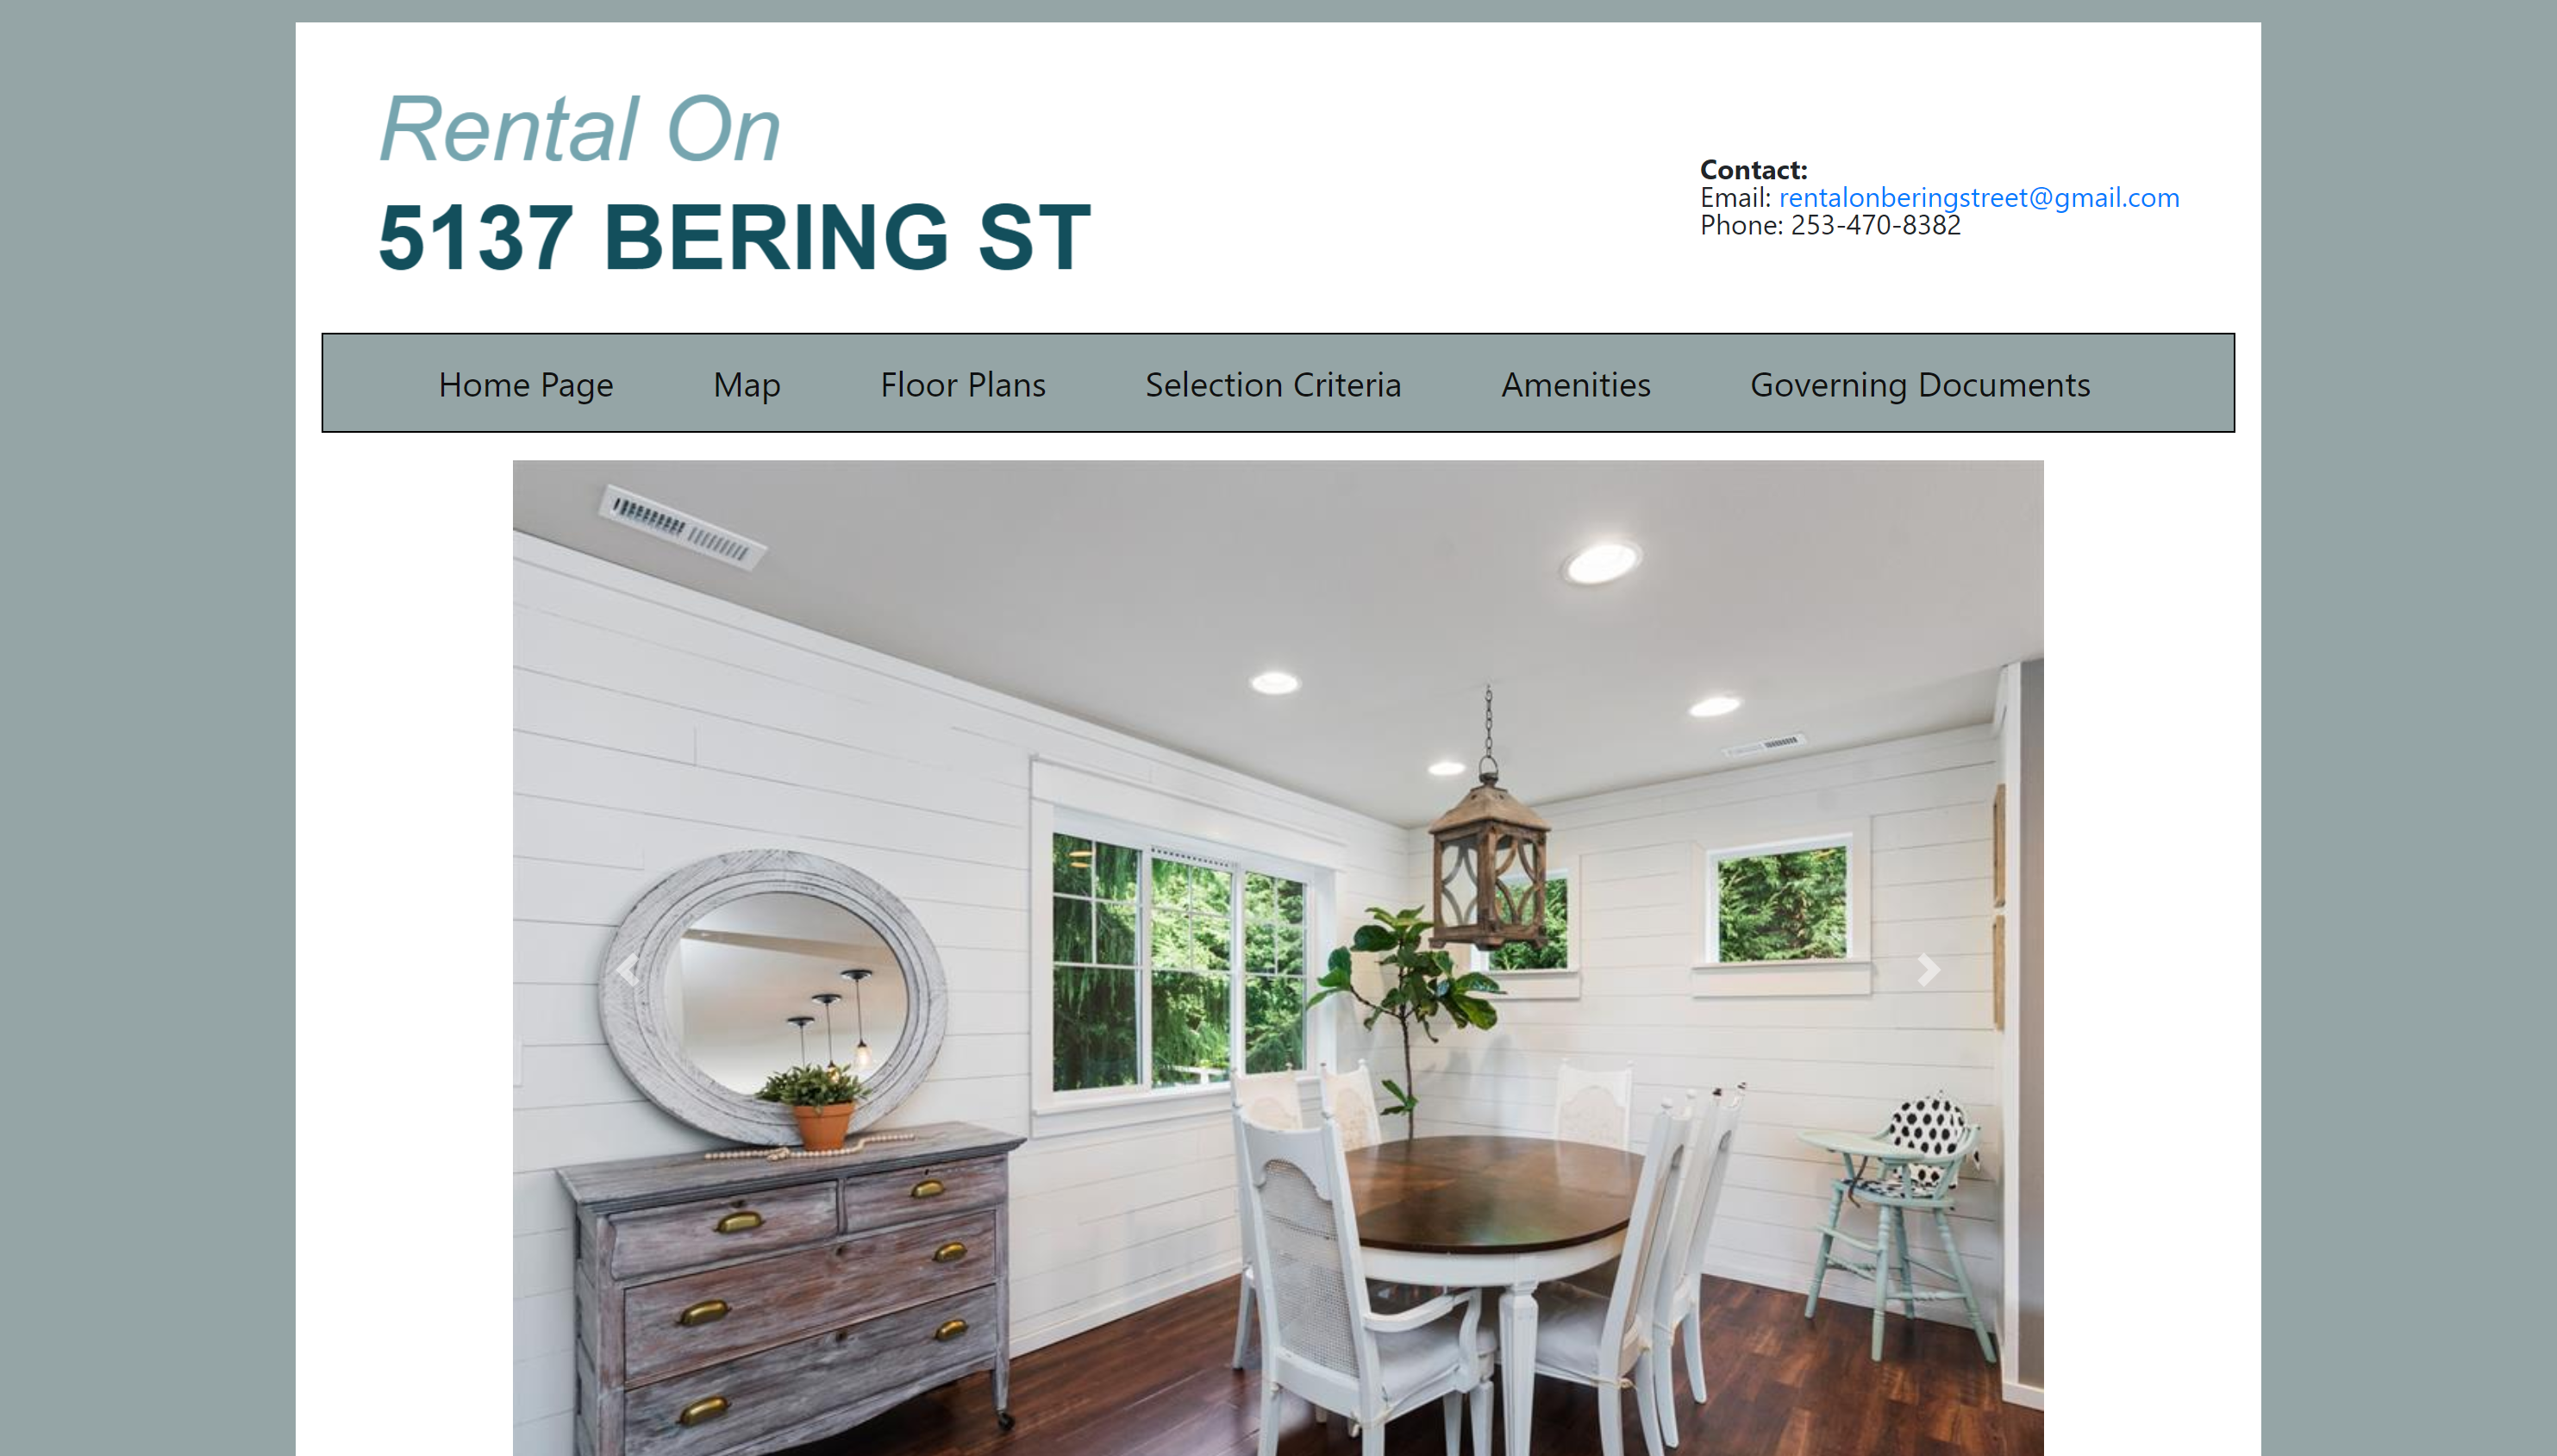 Rental On
5137 BERING ST
Contact:
Email: rentalonberingstreet@gmail.com
Phone: 253-470-8382
Home Page Map Floor Plans Selection Criteria Amenities Governing Documents